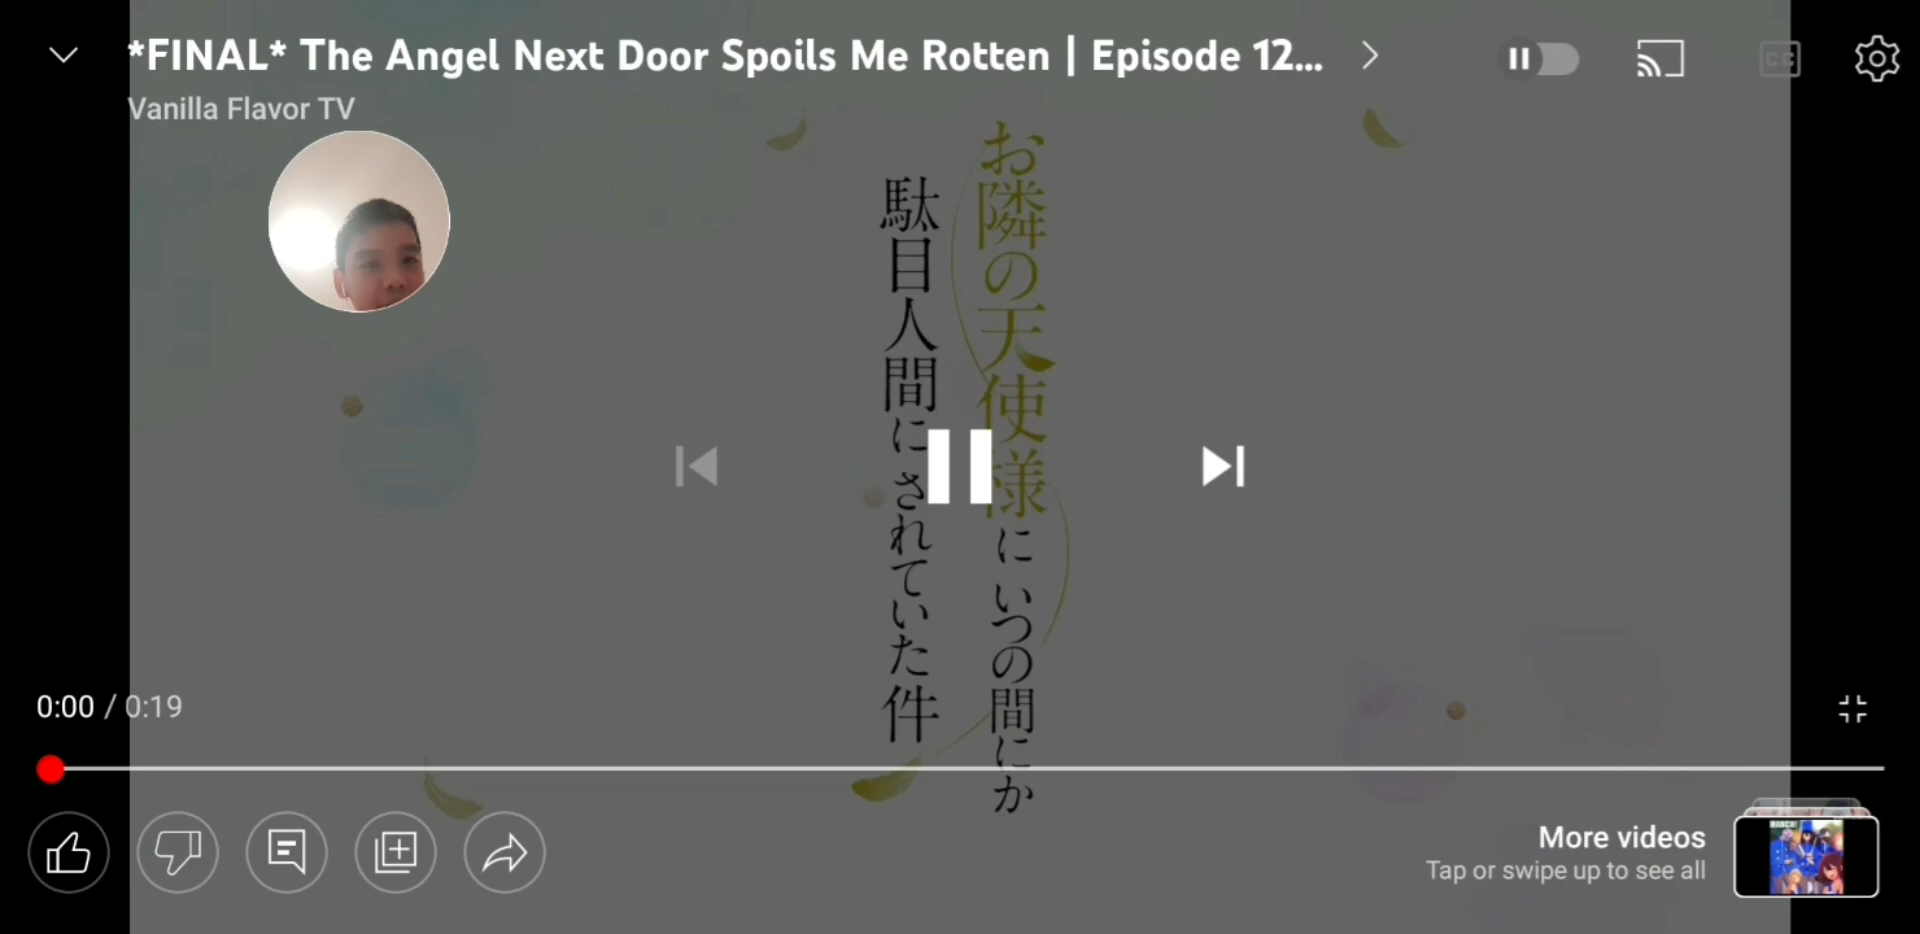 *FINAL* The Angel Next Door Spoils Me Rotten | Episode 12...
Vanilla Flavor TV
CC
お隣の天使様にいつの間にか
駄目人間にされていた件
0:00 / 0:19
More videos
Tap or swipe up to see all
MARCH!